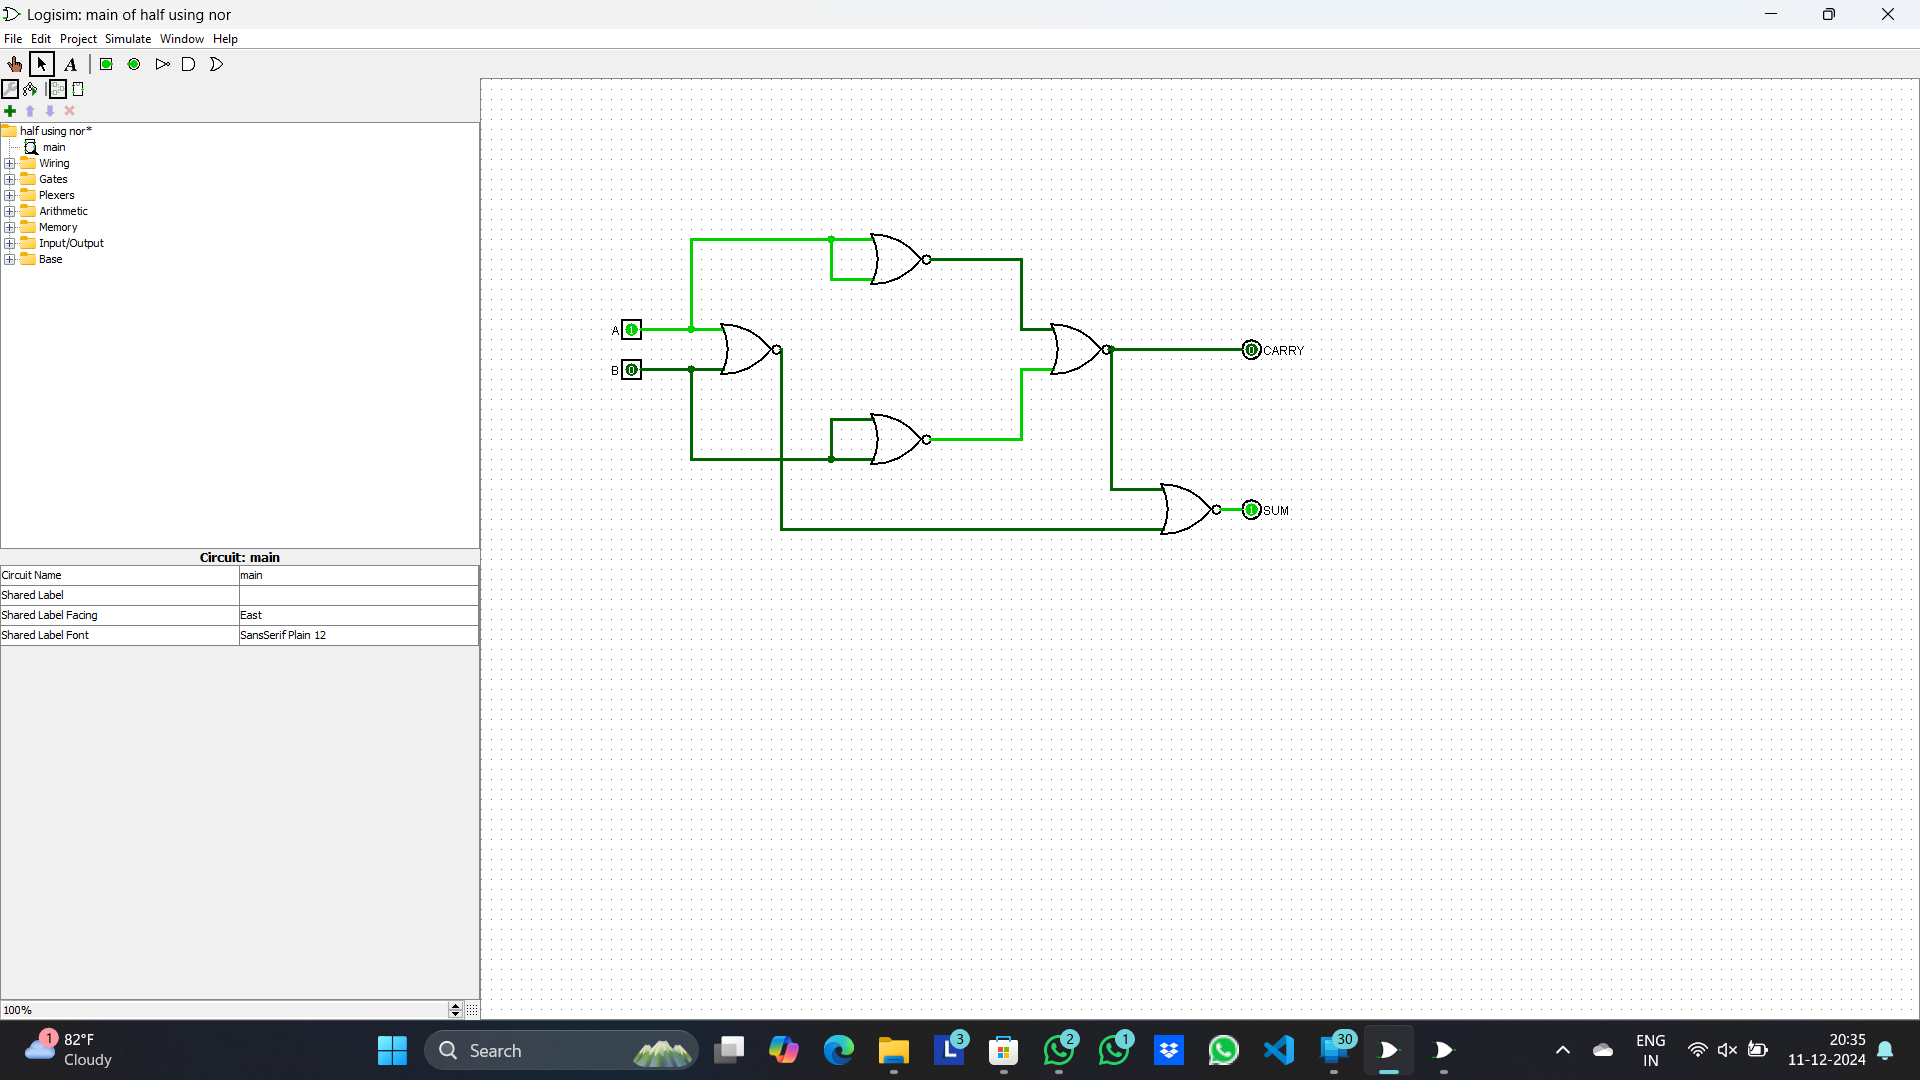 Logisim: main of half using nor
File Edit Project Simulate Window Help
A
half using nor*
main
Wiring
Gates
Plexers
Arithmetic
Memory
Input/Output
Base
Circuit: main
Circuit Name main
Shared Label
Shared Label Facing East
Shared Label Font SansSerif Plain 12
100%
A 1
B 0
0 CARRY
1 SUM
1
82°F
Cloudy
Search
L 3
2
1
30
ENG
IN
20:35
11-12-2024